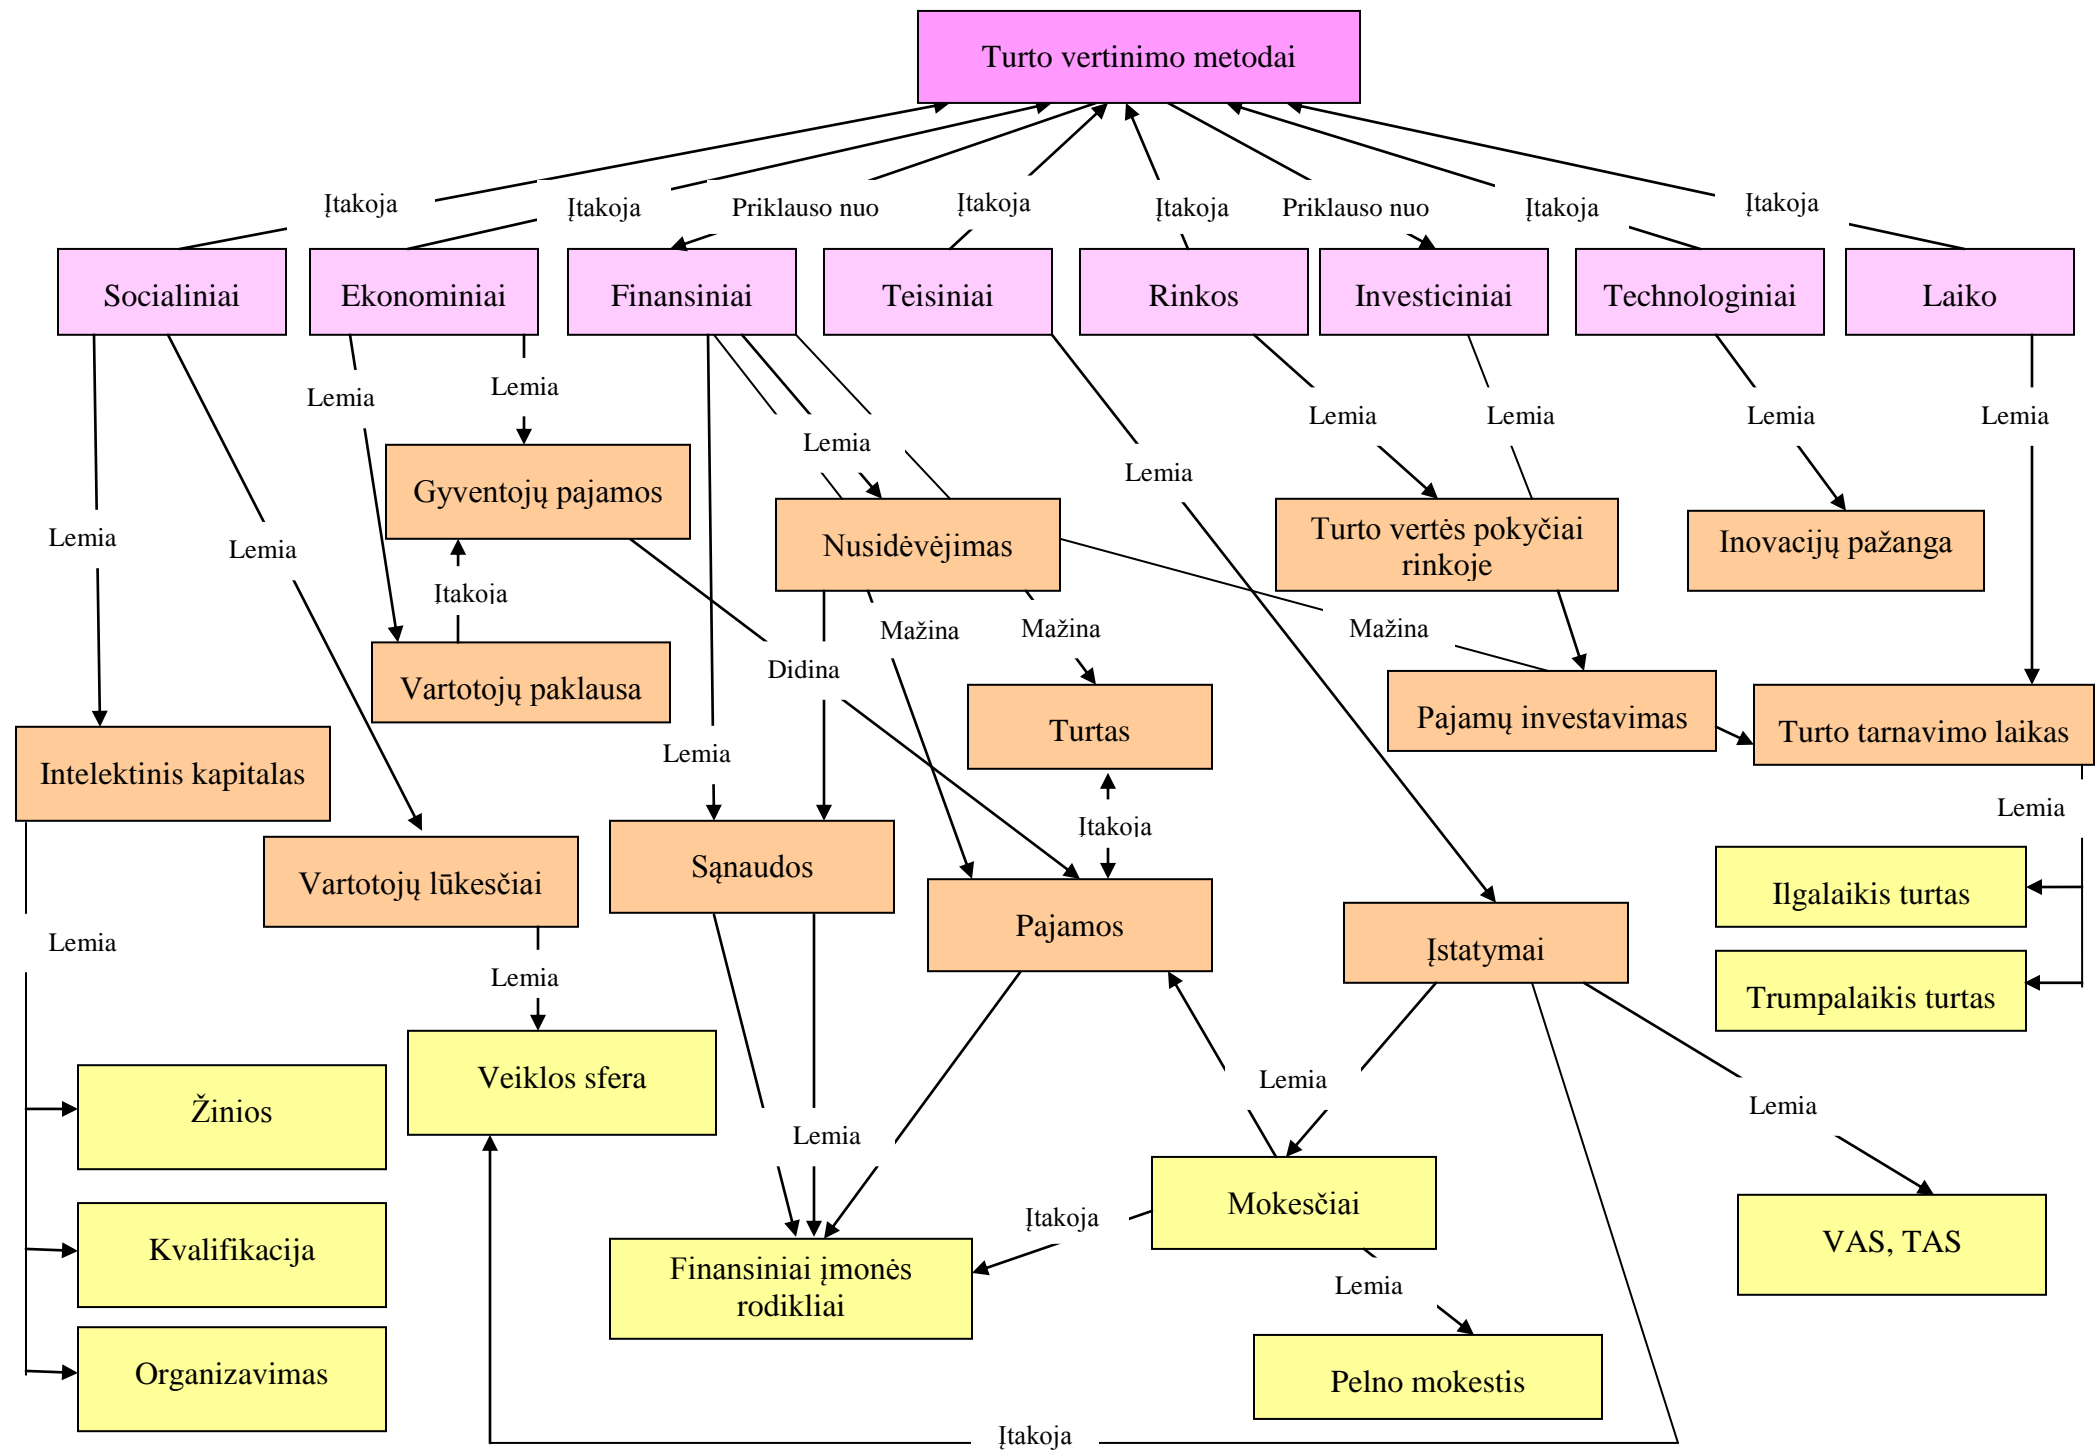 Turto vertinimo metodai
Įtakoja
Įtakoja
Priklauso nuo
Įtakoja
Įtakoja
Priklauso nuo
Įtakoja
Įtakoja
Socialiniai
Ekonominiai
Finansiniai
Teisiniai
Rinkos
Investiciniai
Technologiniai
Laiko
Lemia
Lemia
Lemia
Lemia
Lemia
Lemia
Lemia
Lemia
Gyventojų pajamos
Lemia
Lemia
Nusidėvėjimas
Turto vertės pokyčiai
rinkoje
Inovacijų pažanga
Įtakoja
Mažina
Mažina
Mažina
Didina
Vartotojų paklausa
Turtas
Pajamų investavimas
Turto tarnavimo laikas
Intelektinis kapitalas
Lemia
Lemia
Įtakoja
Vartotojų lūkesčiai
Sąnaudos
Ilgalaikis turtas
Pajamos
Įstatymai
Lemia
Lemia
Trumpalaikis turtas
Veiklos sfera
Lemia
Žinios
Lemia
Lemia
Mokesčiai
Įtakoja
Kvalifikacija
VAS, TAS
Finansiniai įmonės
rodikliai
Lemia
Organizavimas
Pelno mokestis
Įtakoja